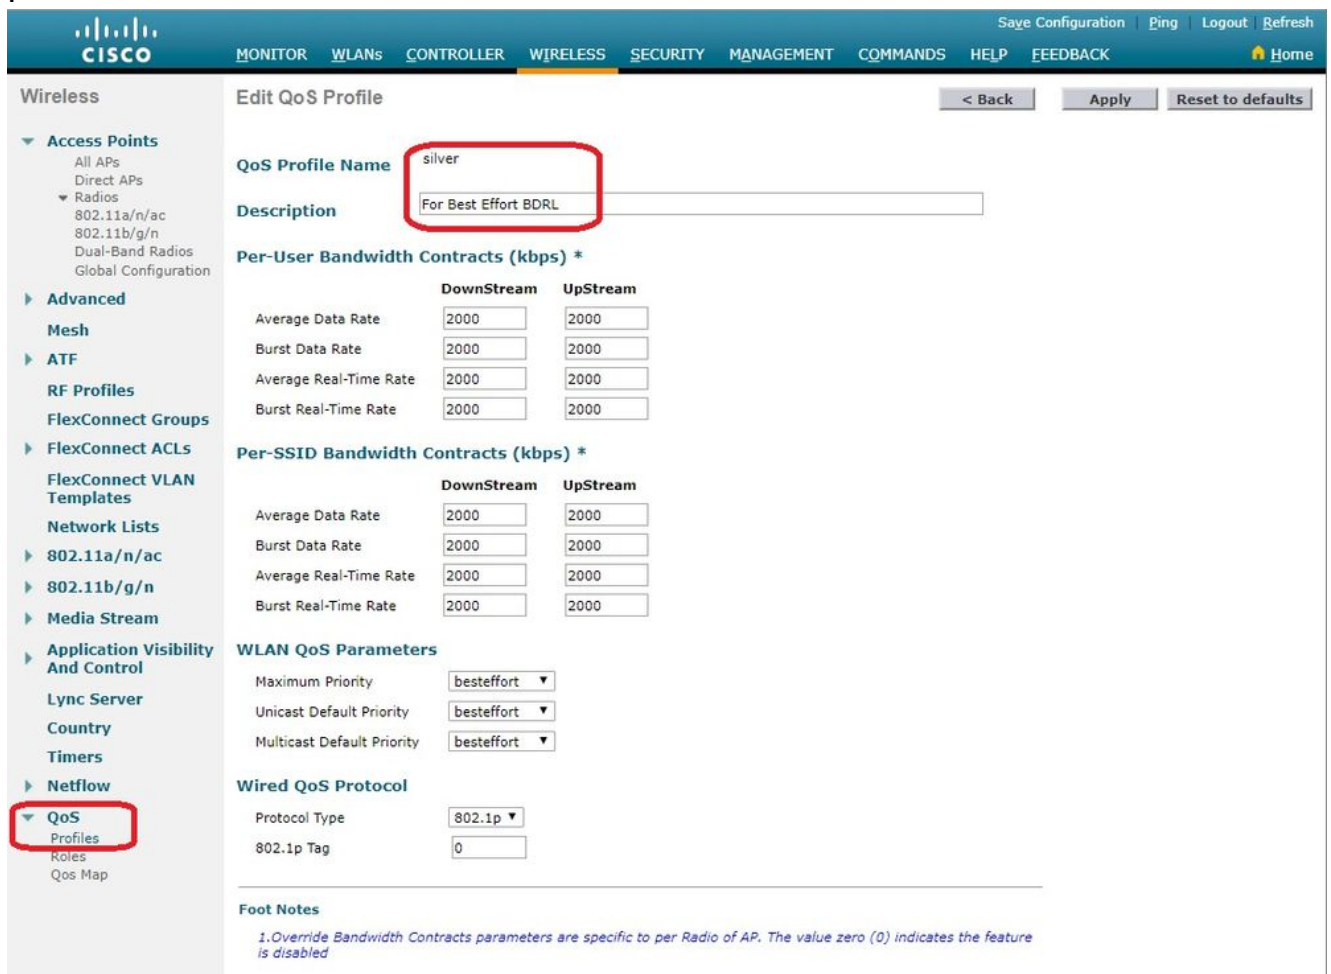 Save Configuration | Ping | Logout | Refresh
CISCO
MONITOR WLANs CONTROLLER WIRELESS SECURITY MANAGEMENT COMMANDS HELP FEEDBACK Home
Wireless
Access Points
All APs
Direct APs
Radios
802.11a/n/ac
802.11b/g/n
Dual-Band Radios
Global Configuration
Advanced
Mesh
ATF
RF Profiles
FlexConnect Groups
FlexConnect ACLs
FlexConnect VLAN
Templates
Network Lists
802.11a/n/ac
802.11b/g/n
Media Stream
Application Visibility
And Control
Lync Server
Country
Timers
Netflow
QoS
Profiles
Roles
Qos Map
Edit QoS Profile
< Back Apply Reset to defaults
QoS Profile Name silver
Description For Best Effort BDRL
Per-User Bandwidth Contracts (kbps) *
DownStream UpStream
Average Data Rate 2000 2000
Burst Data Rate 2000 2000
Average Real-Time Rate 2000 2000
Burst Real-Time Rate 2000 2000
Per-SSID Bandwidth Contracts (kbps) *
DownStream UpStream
Average Data Rate 2000 2000
Burst Data Rate 2000 2000
Average Real-Time Rate 2000 2000
Burst Real-Time Rate 2000 2000
WLAN QoS Parameters
Maximum Priority besteffort
Unicast Default Priority besteffort
Multicast Default Priority besteffort
Wired QoS Protocol
Protocol Type 802.1p
802.1p Tag 0
Foot Notes
1.Override Bandwidth Contracts parameters are specific to per Radio of AP. The value zero (0) indicates the feature
is disabled